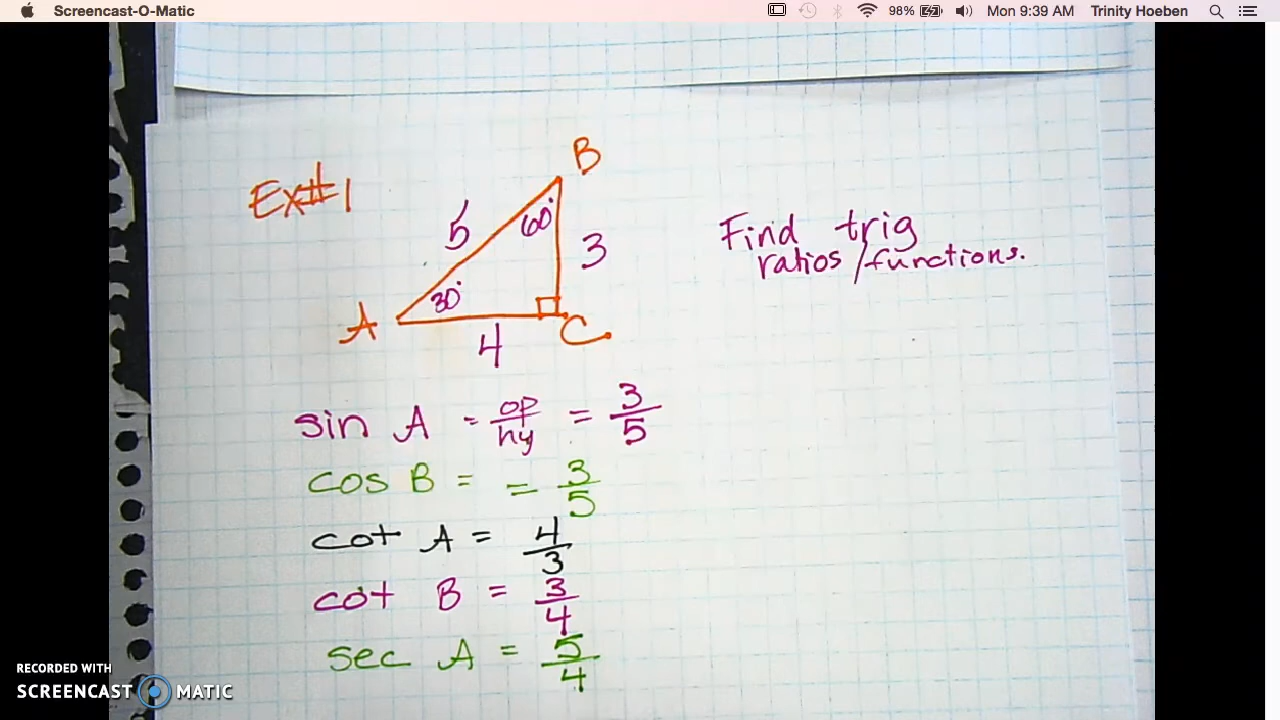 Screencast-O-Matic
98%
Mon 9:39 AM
Trinity Hoeben
Ex#1
B
5
60°
3
Find trig
ratios/functions.
30°
A
C
4
sin A = op/hy = 3/5
cos B = = 3/5
cot A = 4/3
cot B = 3/4
sec A = 5/4
RECORDED WITH
SCREENCAST MATIC